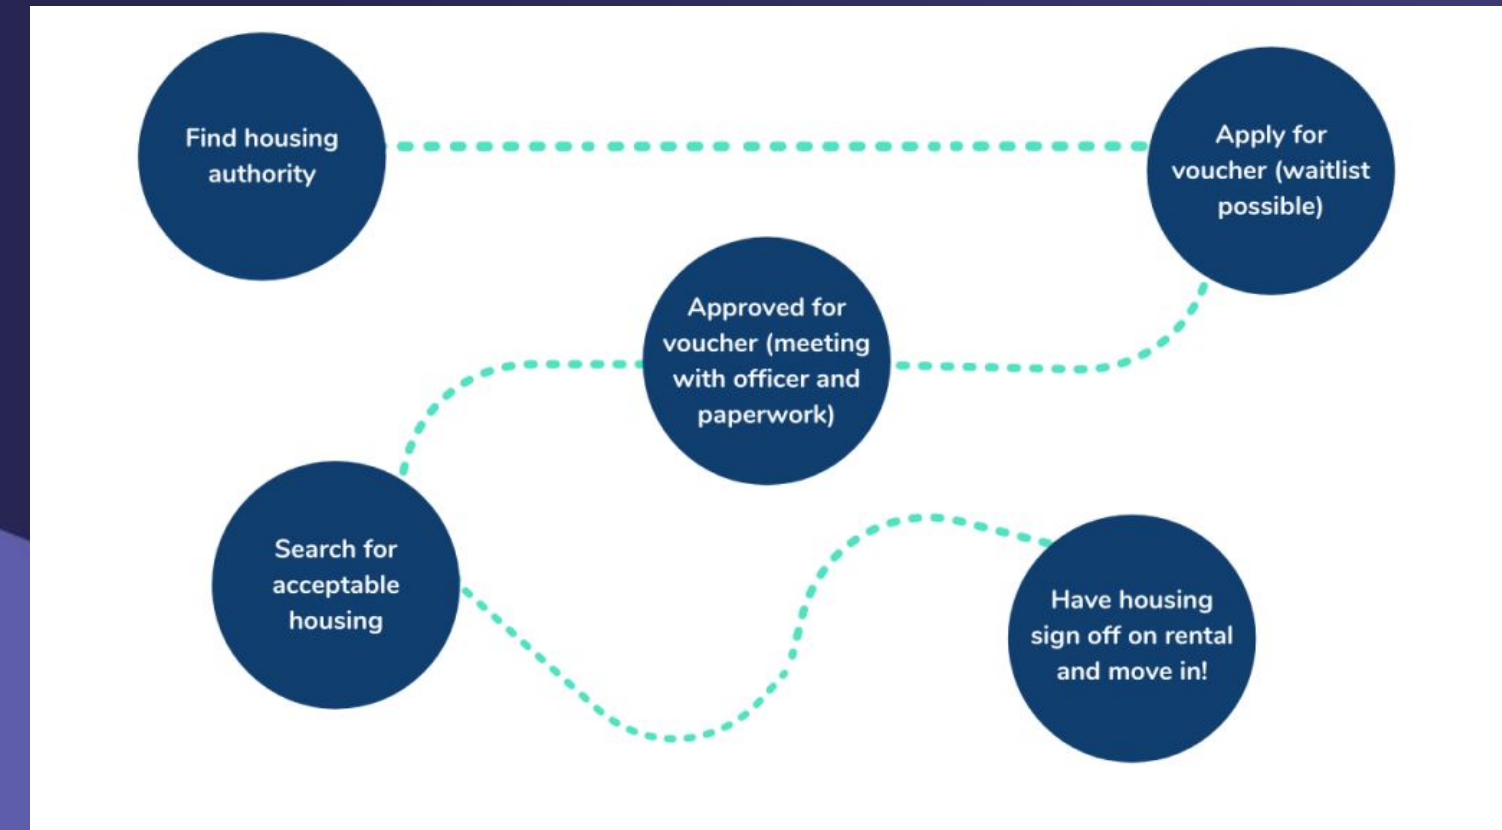 Find housing
authority
Apply for
voucher (waitlist
possible)
Approved for
voucher (meeting
with officer and
paperwork)
Search for
acceptable
housing
Have housing
sign off on rental
and move in!